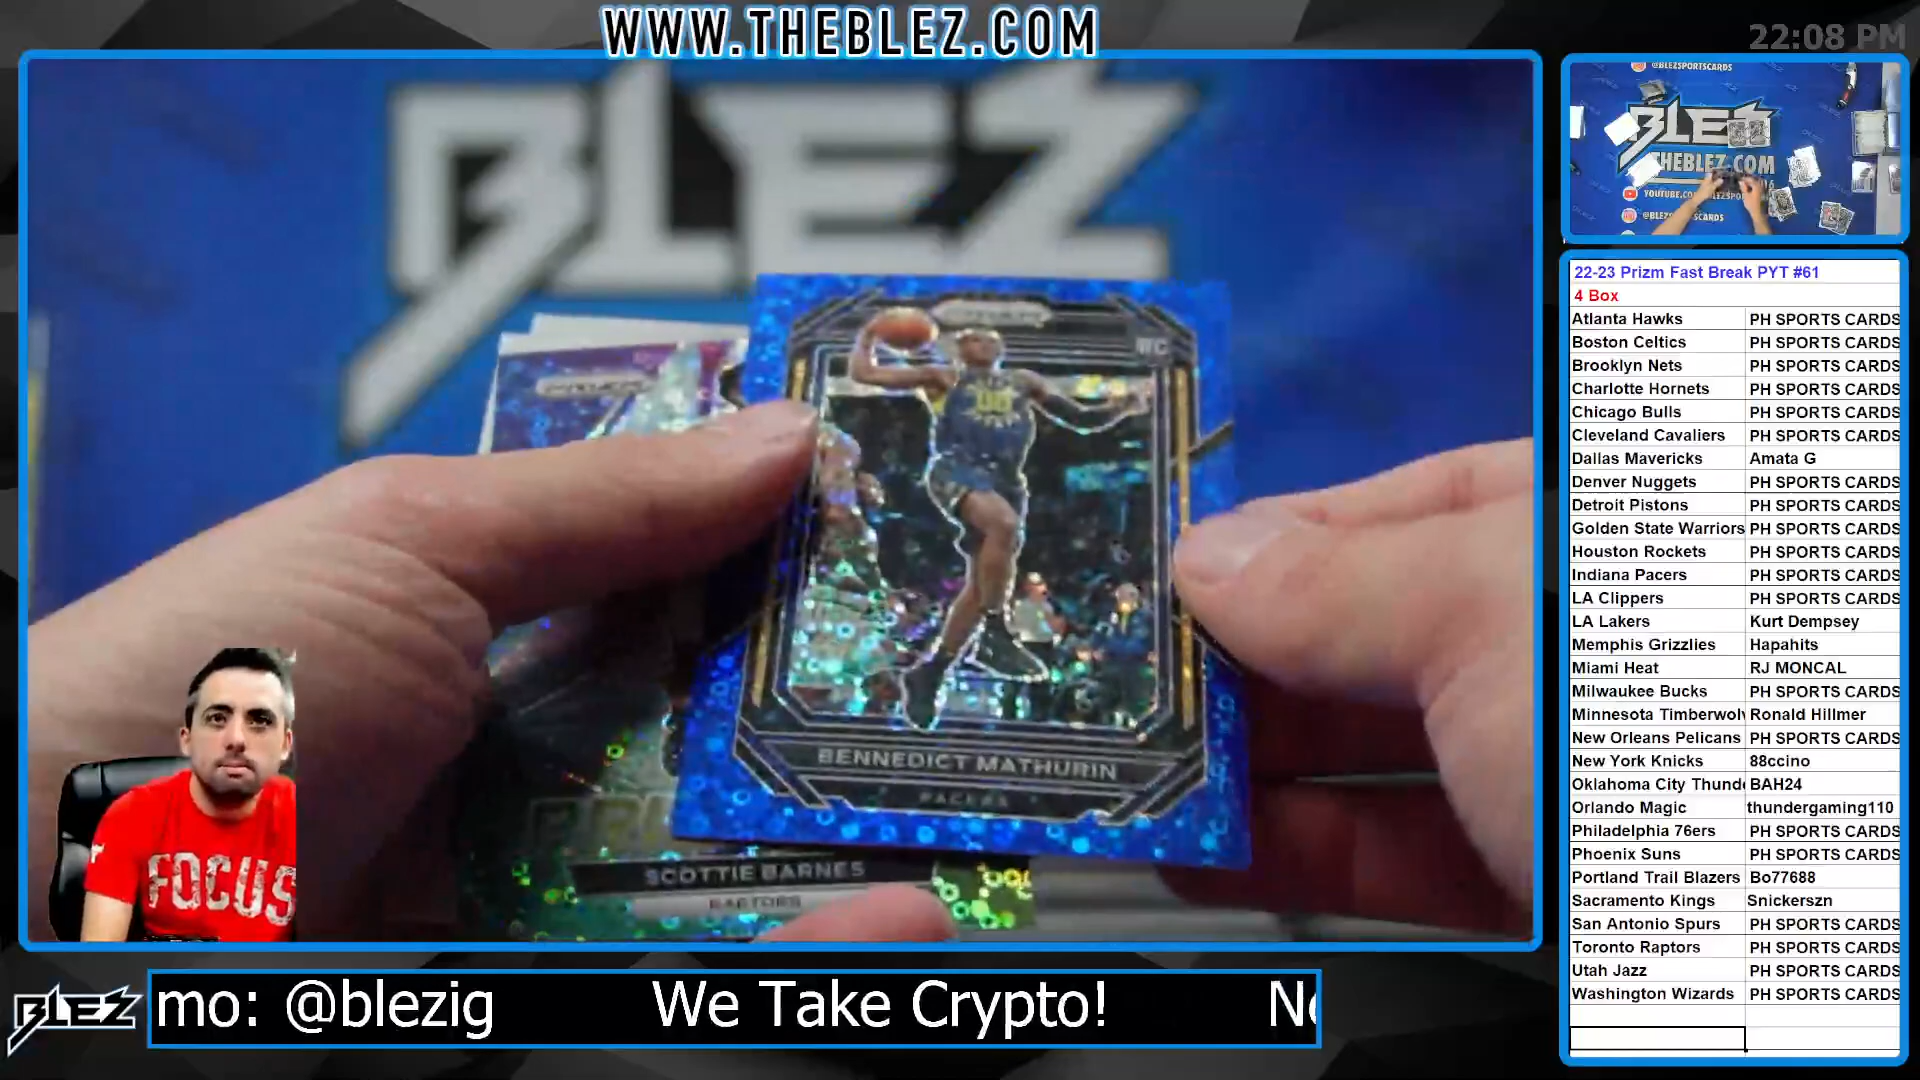 WWW.THEBLEZ.COM
22:08 PM
BLEZ
@BLEZSPORTSCARDS
BLEZ
THEBLEZ.COM
22-23 Prizm Fast Break PYT #61
4 Box
Atlanta Hawks PH SPORTS CARDS
Boston Celtics PH SPORTS CARDS
Brooklyn Nets PH SPORTS CARDS
Charlotte Hornets PH SPORTS CARDS
Chicago Bulls PH SPORTS CARDS
Cleveland Cavaliers PH SPORTS CARDS
Dallas Mavericks Amata G
Denver Nuggets PH SPORTS CARDS
Detroit Pistons PH SPORTS CARDS
Golden State Warriors PH SPORTS CARDS
Houston Rockets PH SPORTS CARDS
Indiana Pacers PH SPORTS CARDS
LA Clippers PH SPORTS CARDS
LA Lakers Kurt Dempsey
Memphis Grizzlies Hapahits
Miami Heat RJ MONCAL
Milwaukee Bucks PH SPORTS CARDS
Minnesota Timberwolv Ronald Hillmer
New Orleans Pelicans PH SPORTS CARDS
New York Knicks 88ccino
Oklahoma City Thund BAH24
Orlando Magic thundergaming110
Philadelphia 76ers PH SPORTS CARDS
Phoenix Suns PH SPORTS CARDS
Portland Trail Blazers Bo77688
Sacramento Kings Snickerszn
San Antonio Spurs PH SPORTS CARDS
Toronto Raptors PH SPORTS CARDS
Utah Jazz PH SPORTS CARDS
Washington Wizards PH SPORTS CARDS
PRIZM
RC
00
BENNEDICT MATHURIN
PACERS
SCOTTIE BARNES
RAPTORS
FOCUS
BLEZ
mo: @blezig We Take Crypto!